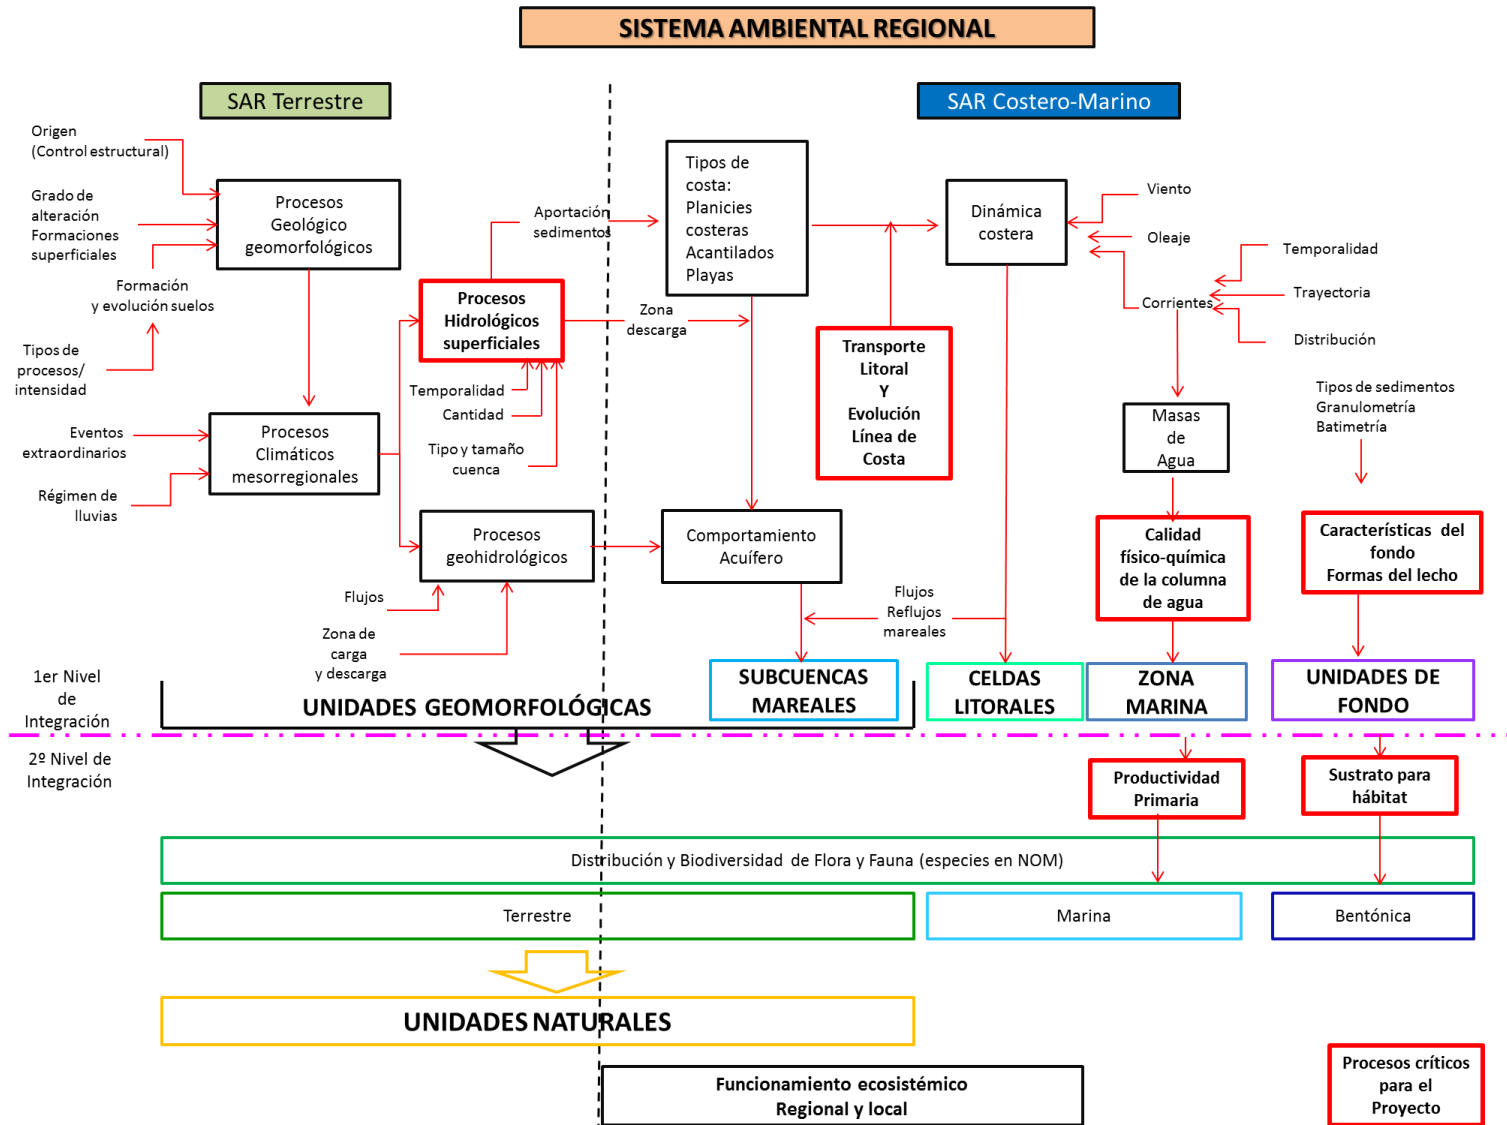 SISTEMA AMBIENTAL REGIONAL
SAR Terrestre
SAR Costero-Marino
Origen
(Control estructural)
Grado de
alteración
Formaciones
superficiales
Formación
y evolución suelos
Tipos de
procesos/
intensidad
Procesos
Geológico
geomorfológicos
Eventos
extraordinarios
Régimen de
lluvias
Procesos
Climáticos
mesorregionales
Procesos
Hidrológicos
superficiales
Temporalidad
Cantidad
Tipo y tamaño
cuenca
Procesos
geohidrológicos
Flujos
Zona de
carga
y descarga
Aportación
sedimentos
Zona
descarga
Tipos de
costa:
Planicies
costeras
Acantilados
Playas
Transporte
Litoral
Y
Evolución
Línea de
Costa
Comportamiento
Acuífero
Flujos
Reflujos
mareales
Dinámica
costera
Viento
Oleaje
Corrientes
Temporalidad
Trayectoria
Distribución
Masas
de
Agua
Calidad
físico-química
de la columna
de agua
Tipos de sedimentos
Granulometría
Batimetría
Características del
fondo
Formas del lecho
1er Nivel
de
Integración
UNIDADES GEOMORFOLÓGICAS
SUBCUENCAS
MAREALES
CELDAS
LITORALES
ZONA
MARINA
UNIDADES DE
FONDO
2º Nivel de
Integración
Productividad
Primaria
Sustrato para
hábitat
Distribución y Biodiversidad de Flora y Fauna (especies en NOM)
Terrestre
Marina
Bentónica
UNIDADES NATURALES
Funcionamiento ecosistémico
Regional y local
Procesos críticos
para el
Proyecto